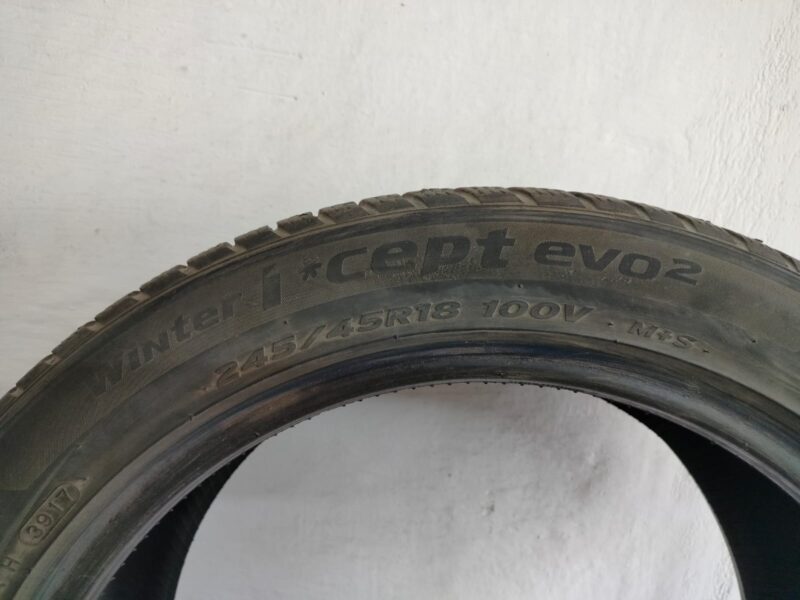 WiNter i*cept evo2
245/45R18 100V M+S
H 3917